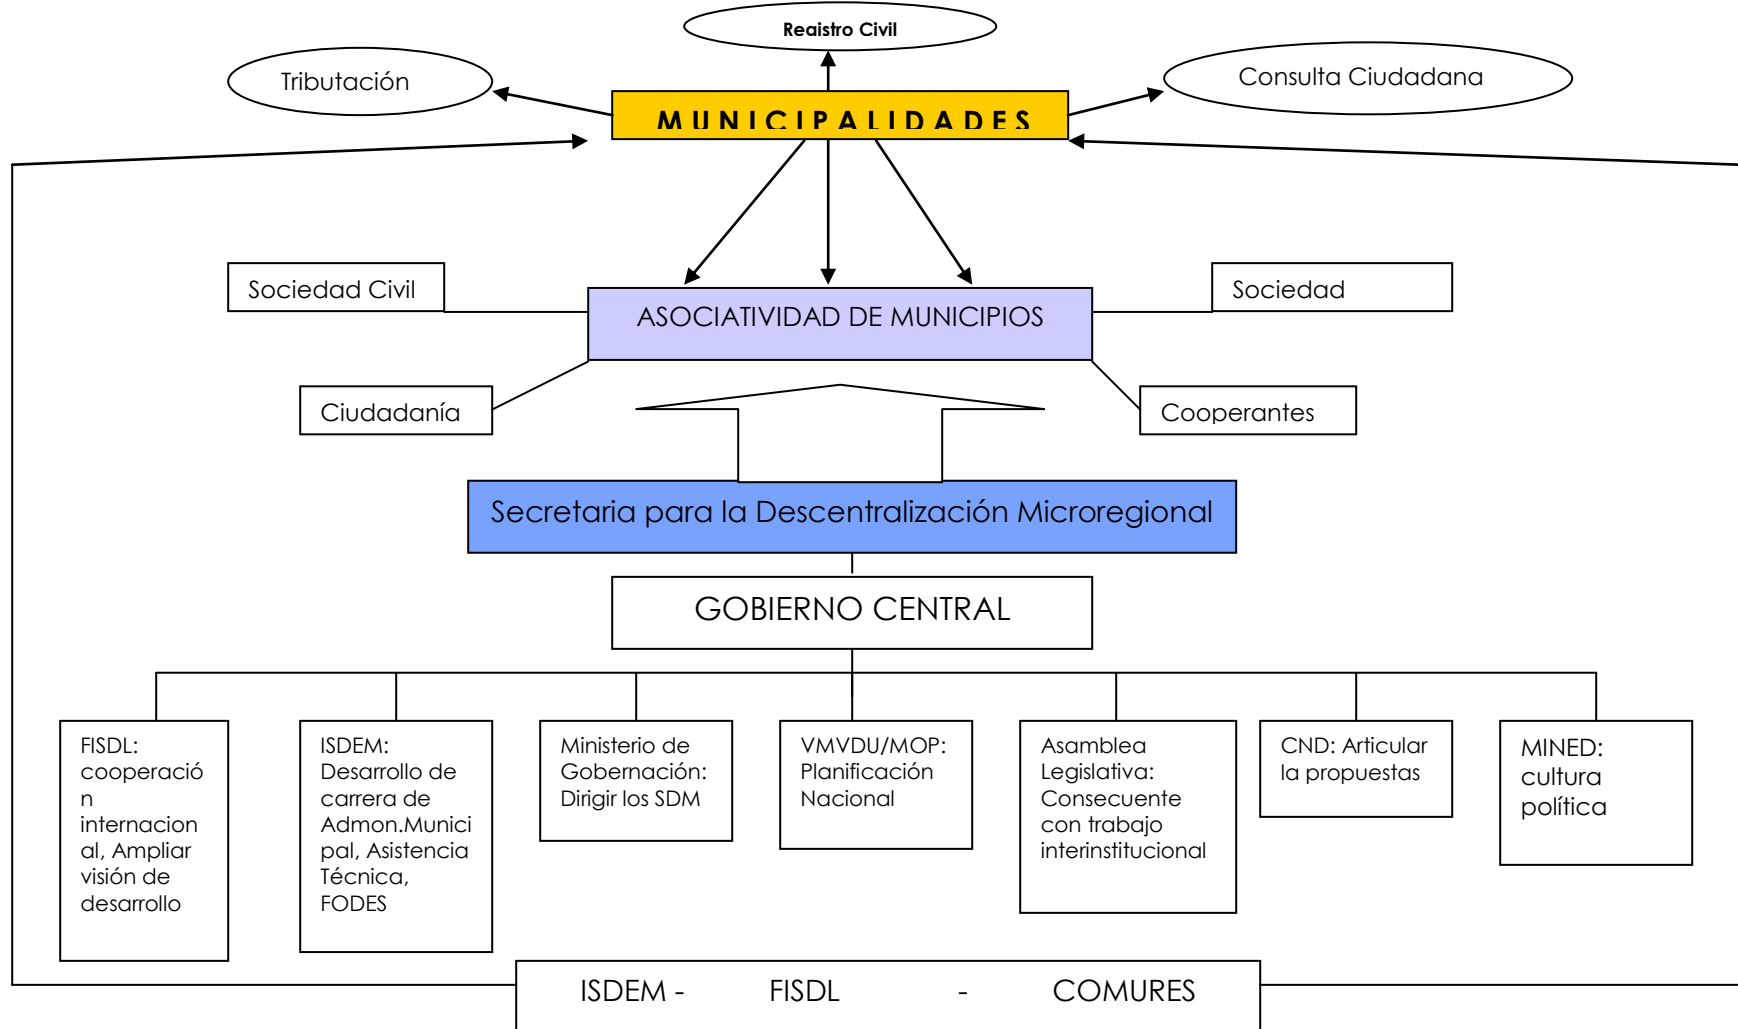 Registro Civil
Tributación
Consulta Ciudadana
MUNICIPALIDADES
Sociedad Civil
Sociedad
ASOCIATIVIDAD DE MUNICIPIOS
Ciudadanía
Cooperantes
Secretaria para la Descentralización Microregional
GOBIERNO CENTRAL
FISDL:
cooperació
n
internacion
al, Ampliar
visión de
desarrollo
ISDEM:
Desarrollo de
carrera de
Admon.Munici
pal, Asistencia
Técnica,
FODES
Ministerio de
Gobernación:
Dirigir los SDM
VMVDU/MOP:
Planificación
Nacional
Asamblea
Legislativa:
Consecuente
con trabajo
interinstitucional
CND: Articular
la propuestas
MINED:
cultura
política
ISDEM - FISDL - COMURES